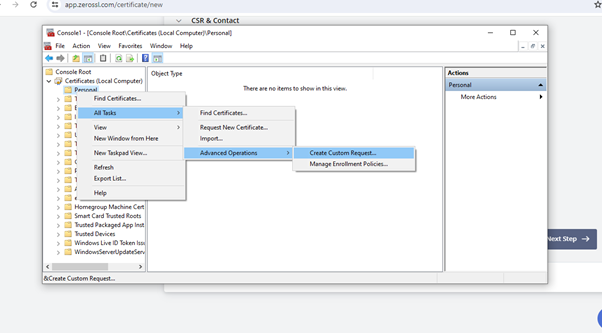 app.zerossl.com/certificate/new
CSR & Contact
Console1 - [Console Root\Certificates (Local Computer)\Personal]
File Action View Favorites Window Help
Console Root
Certificates (Local Computer)
Personal
Object Type
There are no items to show in this view.
Actions
Personal
More Actions
Find Certificates...
All Tasks
View
New Window from Here
New Taskpad View...
Refresh
Export List...
Help
Find Certificates...
Request New Certificate...
Import...
Advanced Operations
Create Custom Request...
Manage Enrollment Policies...
Homegroup Machine Cert
Smart Card Trusted Roots
Trusted Packaged App Inst
Trusted Devices
Windows Live ID Token Issu
WindowsServerUpdateServ
&Create Custom Request...
Next Step